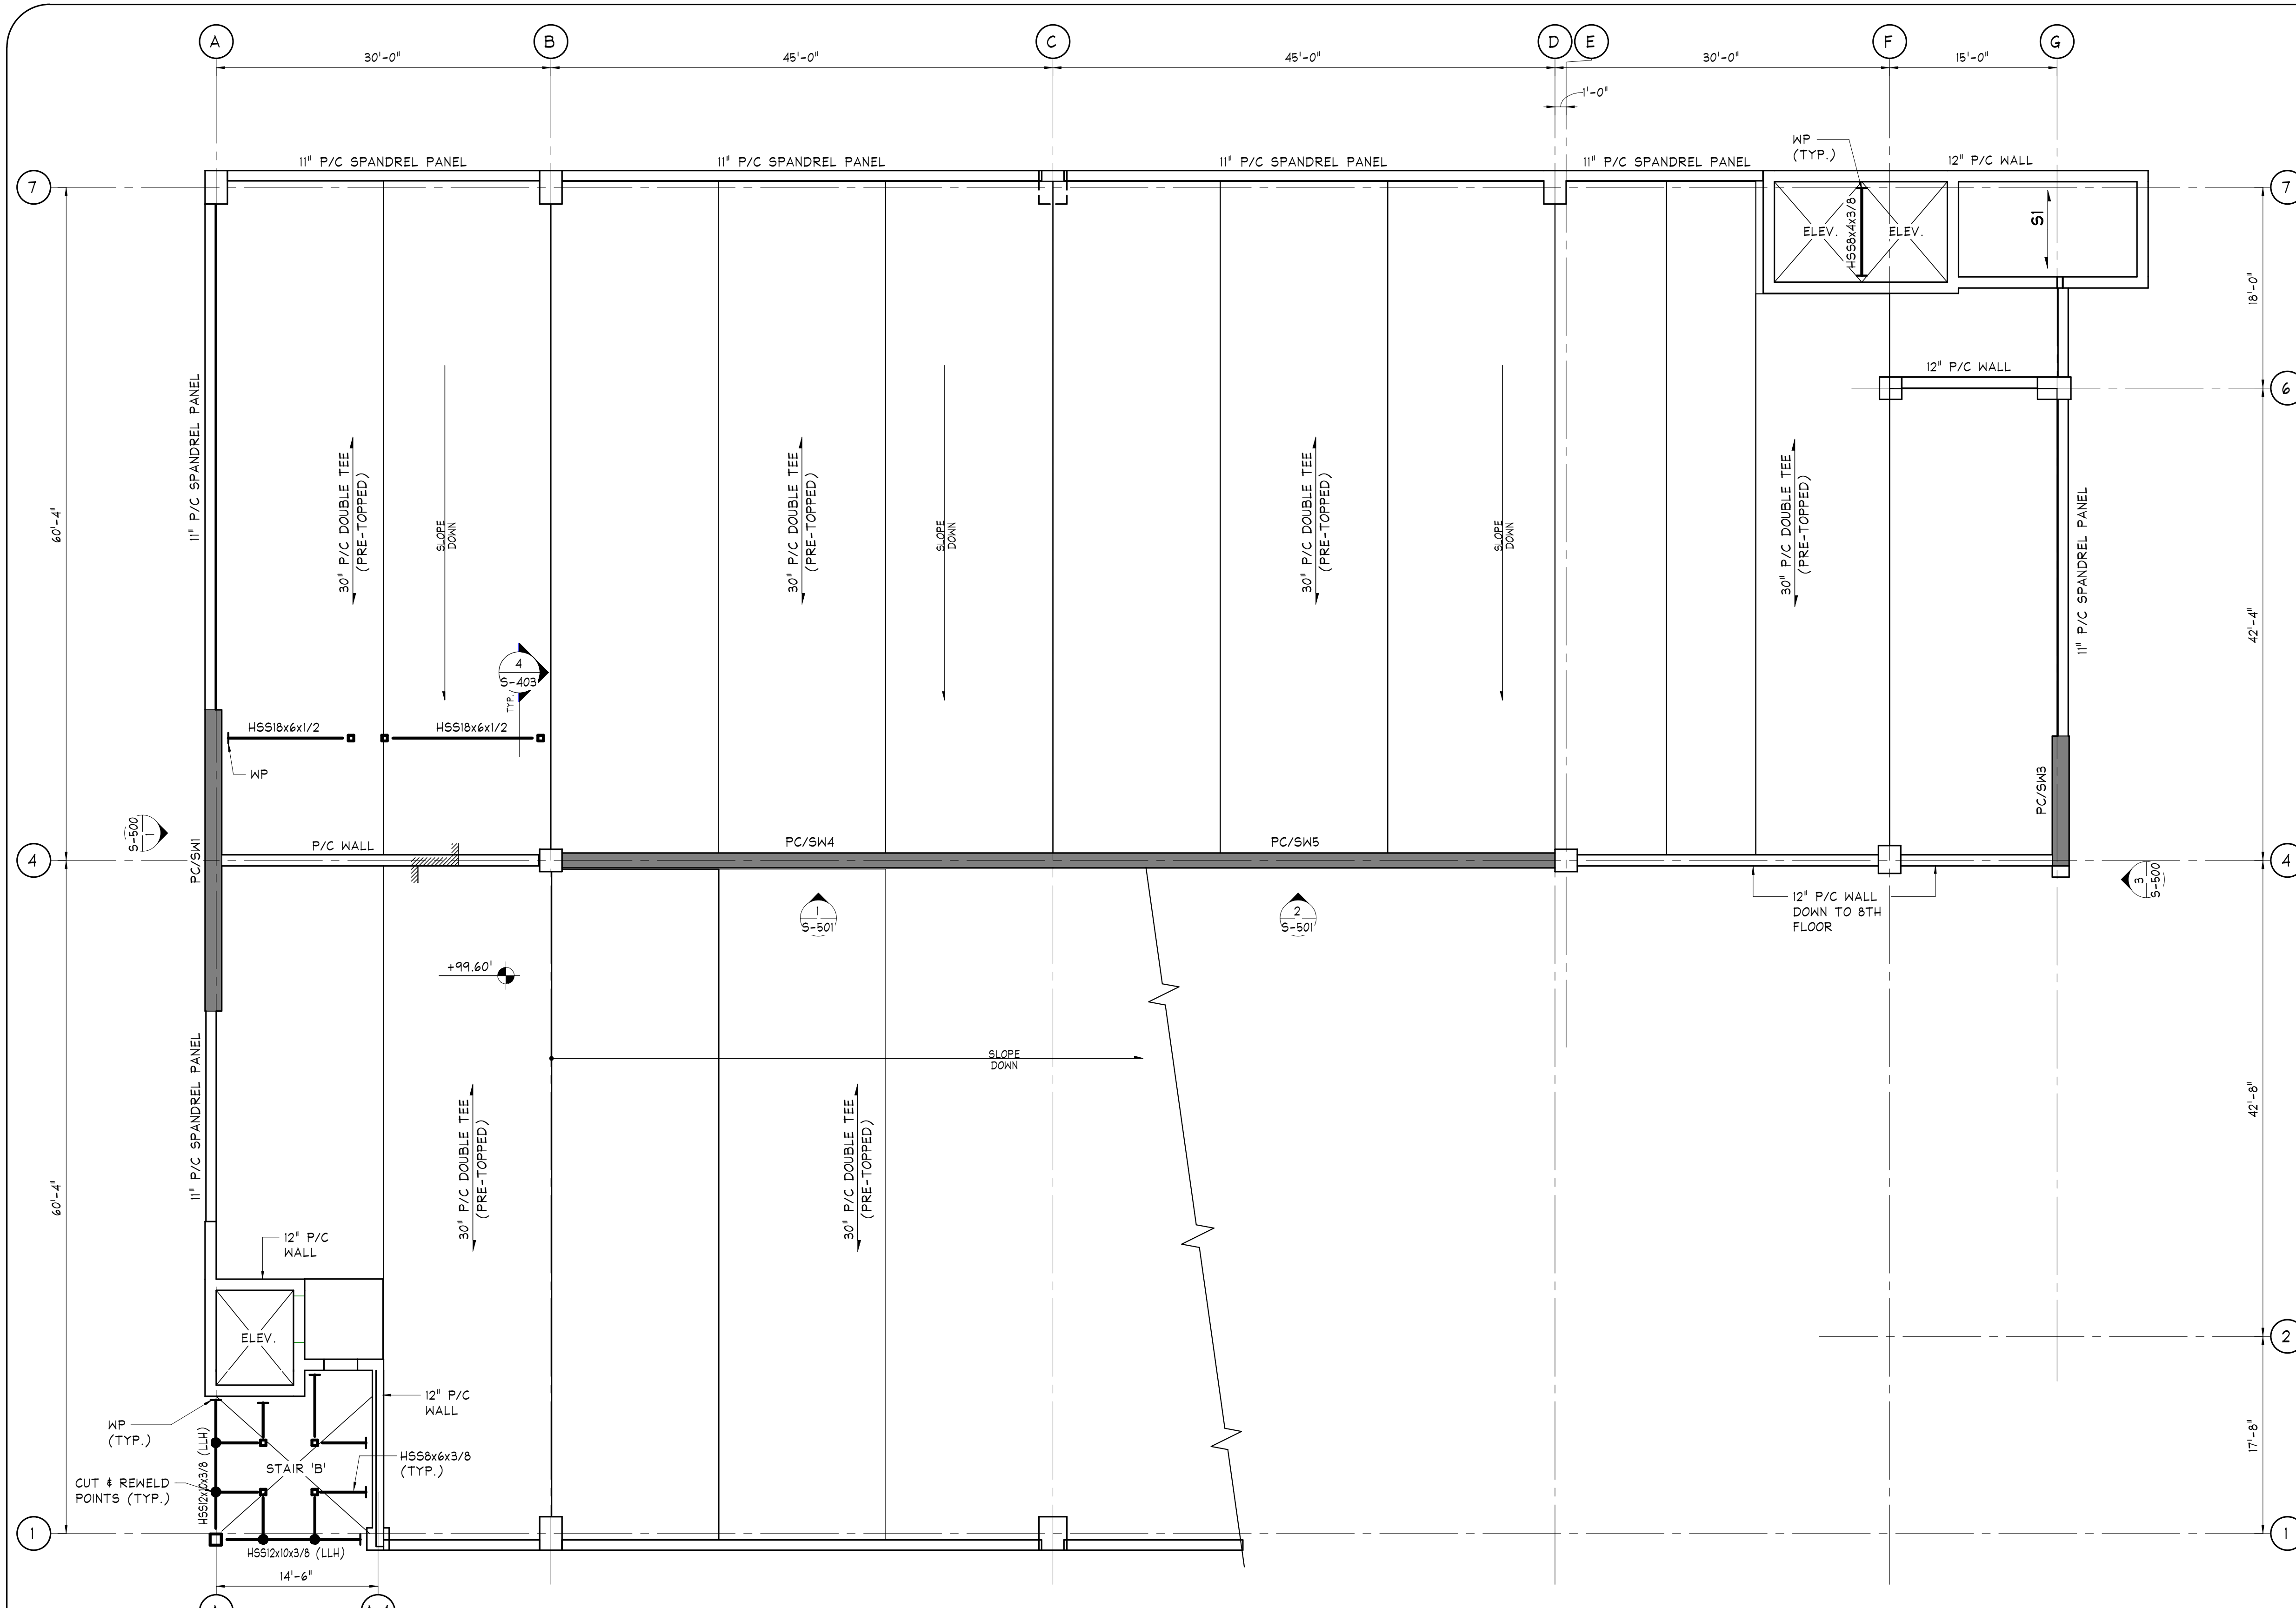 A
B
C
D
E
F
G
30'-0"
45'-0"
45'-0"
30'-0"
15'-0"
1'-0"
11" P/C SPANDREL PANEL
11" P/C SPANDREL PANEL
11" P/C SPANDREL PANEL
11" P/C SPANDREL PANEL
WP
(TYP.)
12" P/C WALL
7
7
ELEV.
HSS8x4x3/8
ELEV.
S1
18'-0"
12" P/C WALL
6
11" P/C SPANDREL PANEL
60'-4"
30" P/C DOUBLE TEE
(PRE-TOPPED)
SLOPE
DOWN
30" P/C DOUBLE TEE
(PRE-TOPPED)
SLOPE
DOWN
30" P/C DOUBLE TEE
(PRE-TOPPED)
SLOPE
DOWN
30" P/C DOUBLE TEE
(PRE-TOPPED)
11" P/C SPANDREL PANEL
42'-4"
4
S-403
TYP.
HSS18x6x1/2
HSS18x6x1/2
WP
PC/SW3
1
S-500
PC/SW1
P/C WALL
PC/SW4
PC/SW5
4
4
3
S-500
12" P/C WALL
DOWN TO 8TH
FLOOR
1
S-501
2
S-501
+99.60'
SLOPE
DOWN
11" P/C SPANDREL PANEL
60'-4"
30" P/C DOUBLE TEE
(PRE-TOPPED)
30" P/C DOUBLE TEE
(PRE-TOPPED)
42'-8"
12" P/C
WALL
ELEV.
2
12" P/C
WALL
WP
(TYP.)
HSS12x10x3/8 (LLH)
HSS8x6x3/8
(TYP.)
STAIR 'B'
CUT & REWELD
POINTS (TYP.)
17'-8"
1
1
HSS12x10x3/8 (LLH)
14'-6"